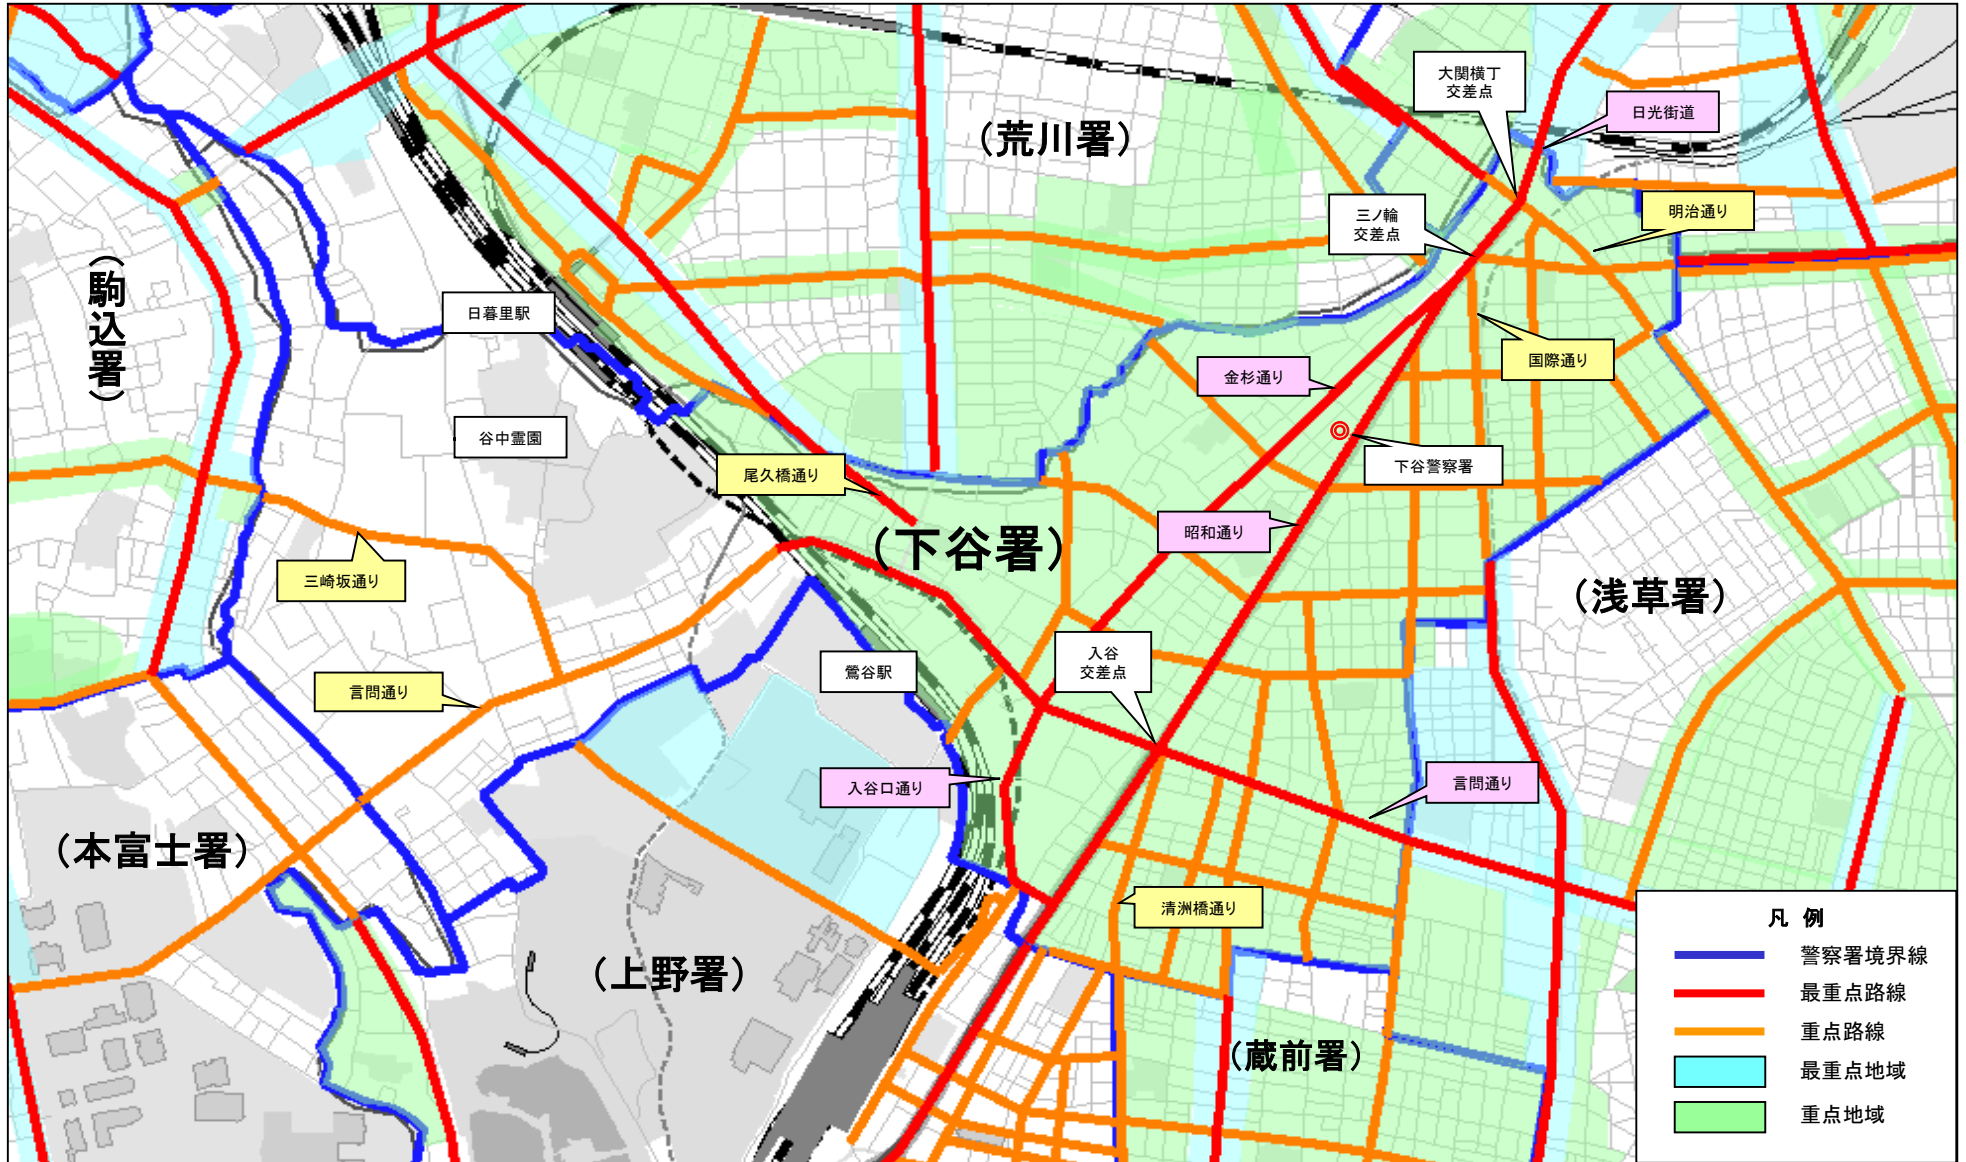 大関横丁
交差点
日光街道
（荒川署）
三ノ輪
交差点
明治通り
（駒込署）
日暮里駅
国際通り
金杉通り
谷中霊園
下谷警察署
尾久橋通り
昭和通り
（下谷署）
三崎坂通り
（浅草署）
入谷
交差点
鶯谷駅
言問通り
入谷口通り
言問通り
（本富士署）
清洲橋通り
（上野署）
（蔵前署）
凡 例
警察署境界線
最重点路線
重点路線
最重点地域
重点地域